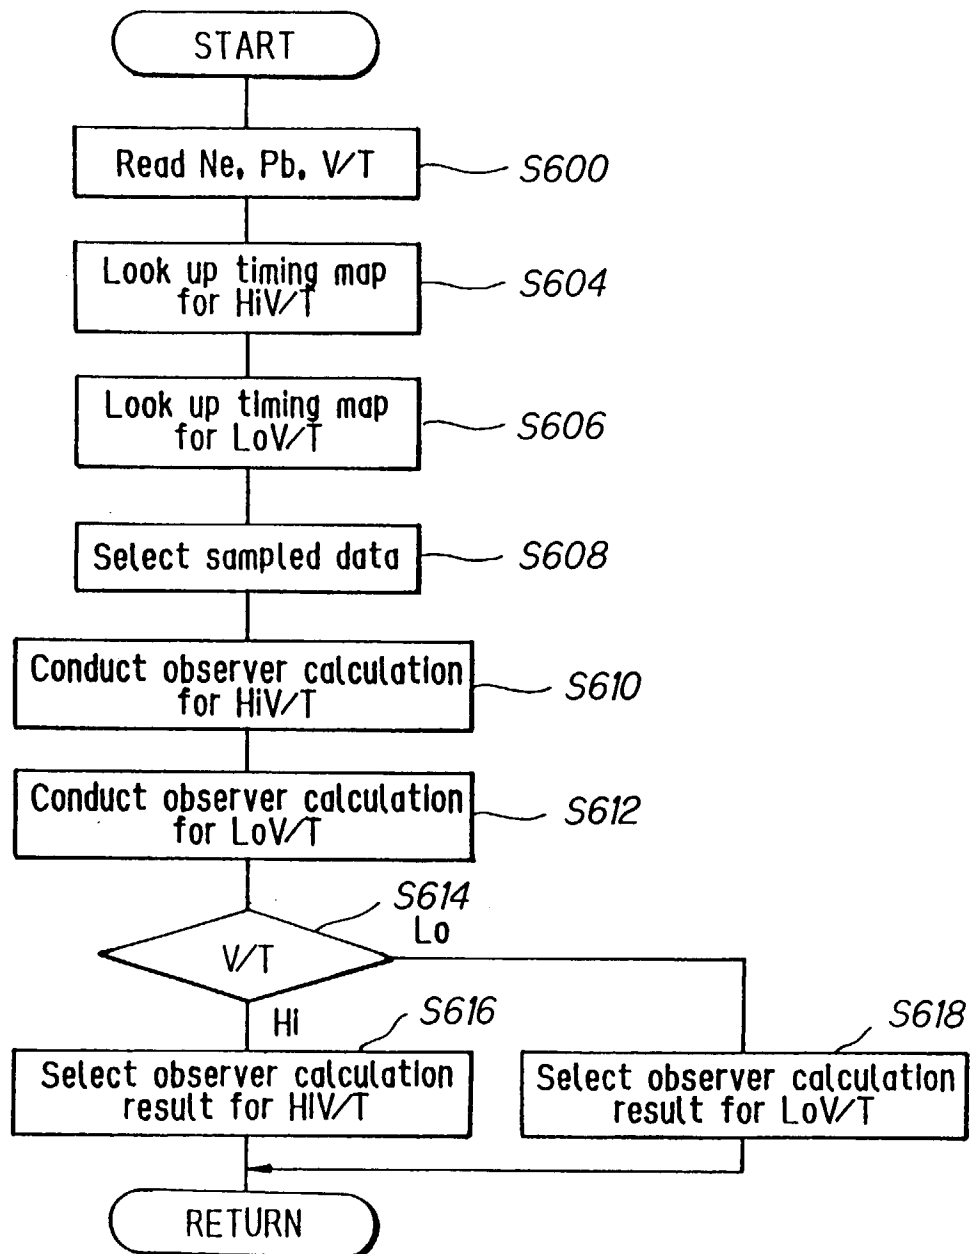 START
Read Ne, Pb, V/T
S600
Look up timing map
for HiV/T
S604
Look up timing map
for LoV/T
S606
Select sampled data
S608
Conduct observer calculation
for HiV/T
S610
Conduct observer calculation
for LoV/T
S612
S614
V/T
Lo
Hi
S616
Select observer calculation
result for HiV/T
S618
Select observer calculation
result for LoV/T
RETURN